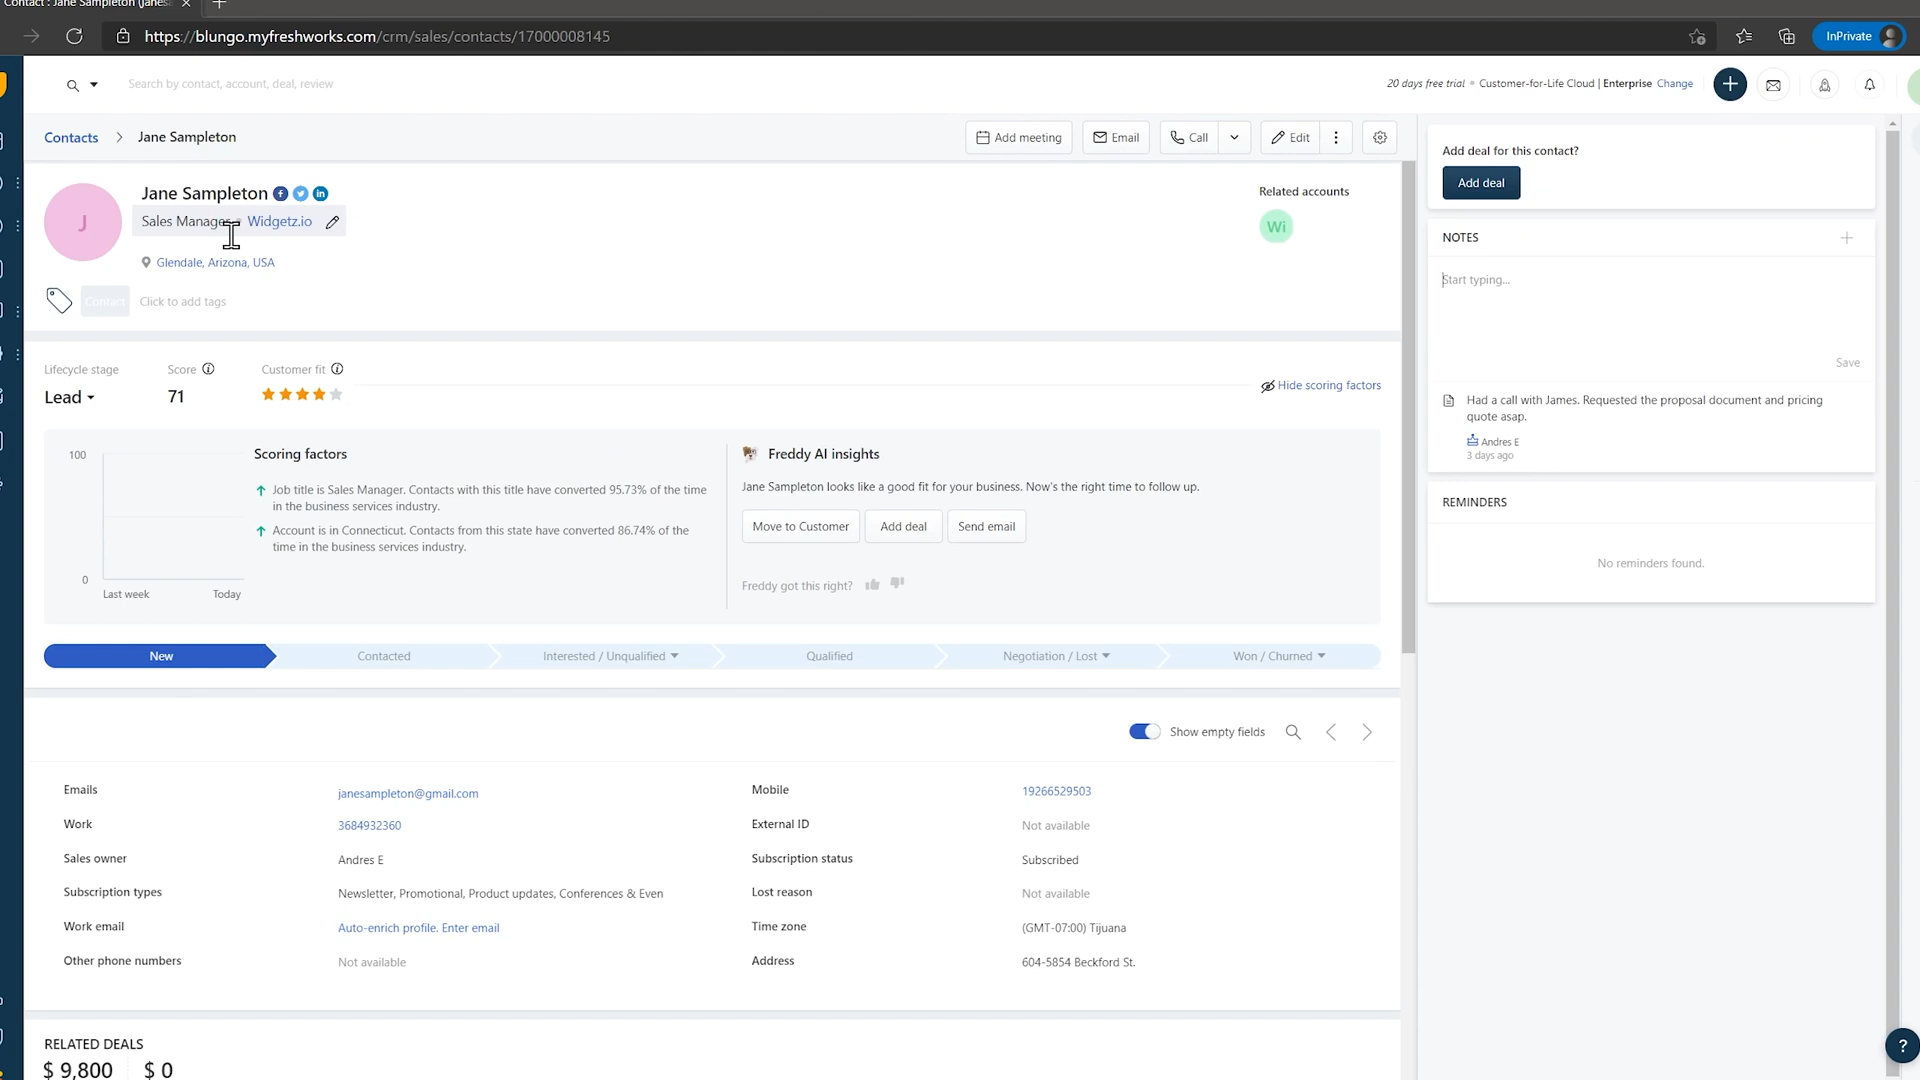 Contact : Jane Sampleton (janesa
https://blungo.myfreshworks.com/crm/sales/contacts/17000008145
InPrivate
Search by contact, account, deal, review
20 days free trial • Customer-for-Life Cloud | Enterprise Change
Contacts > Jane Sampleton
Add meeting
Email
Call
Edit
Jane Sampleton
J
Sales Manager
Widgetz.io
Glendale, Arizona, USA
Contact
Click to add tags
Related accounts
Wi
Add deal for this contact?
Add deal
NOTES
Start typing...
Save
Had a call with James. Requested the proposal document and pricing
quote asap.
Andres E
3 days ago
REMINDERS
No reminders found.
Lifecycle stage
Lead
Score
71
Customer fit
Hide scoring factors
100
0
Last week
Today
Scoring factors
Job title is Sales Manager. Contacts with this title have converted 95.73% of the time
in the business services industry.
Account is in Connecticut. Contacts from this state have converted 86.74% of the
time in the business services industry.
Freddy AI insights
Jane Sampleton looks like a good fit for your business. Now's the right time to follow up.
Move to Customer
Add deal
Send email
Freddy got this right?
New
Contacted
Interested / Unqualified
Qualified
Negotiation / Lost
Won / Churned
Show empty fields
Emails
janesampleton@gmail.com
Mobile
19266529503
Work
3684932360
External ID
Not available
Sales owner
Andres E
Subscription status
Subscribed
Subscription types
Newsletter, Promotional, Product updates, Conferences & Even
Lost reason
Not available
Work email
Auto-enrich profile. Enter email
Time zone
(GMT-07:00) Tijuana
Other phone numbers
Not available
Address
604-5854 Beckford St.
RELATED DEALS
$ 9,800
$ 0
?